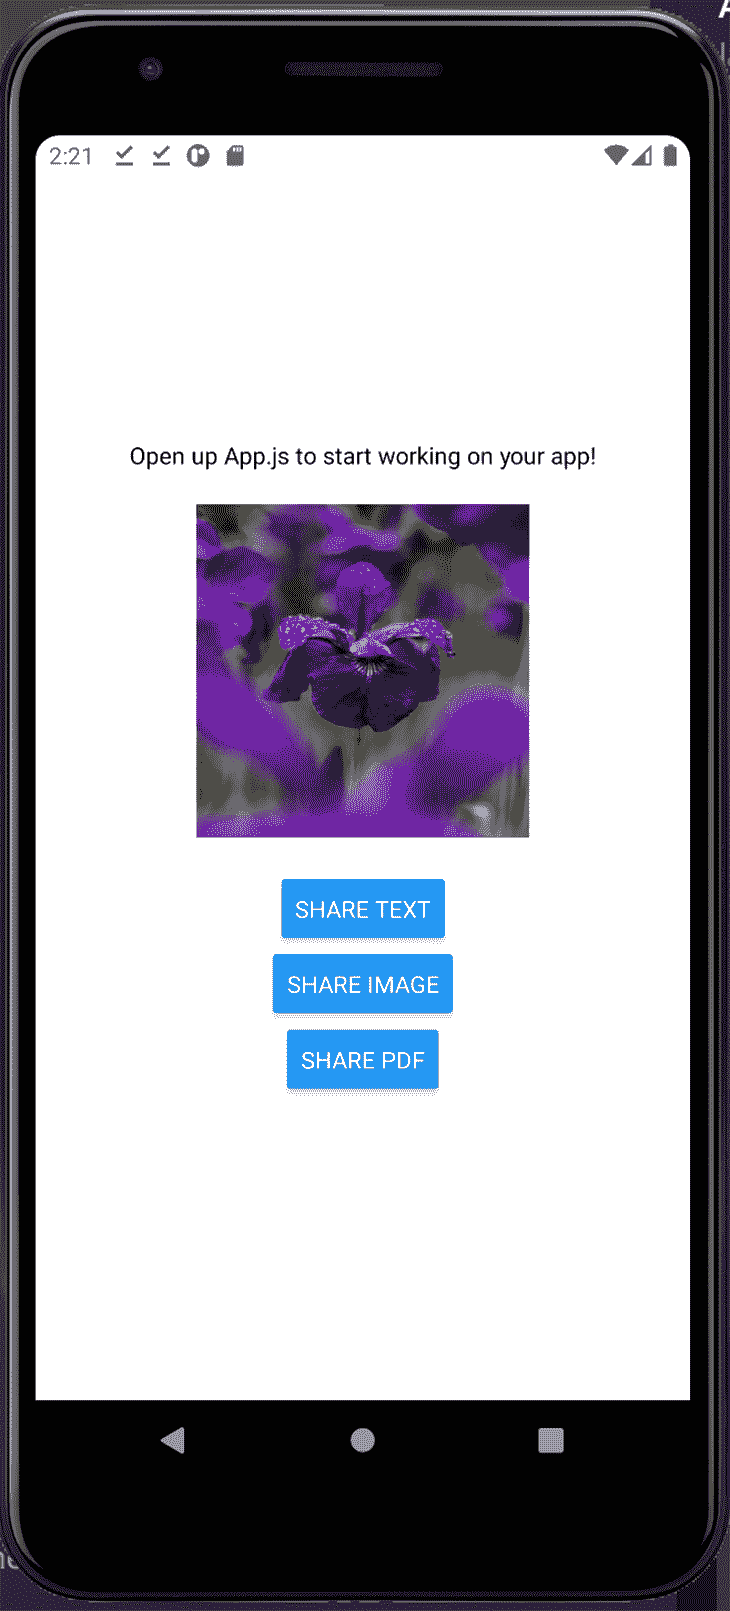 2:21
Open up App.js to start working on your app!
SHARE TEXT
SHARE IMAGE
SHARE PDF